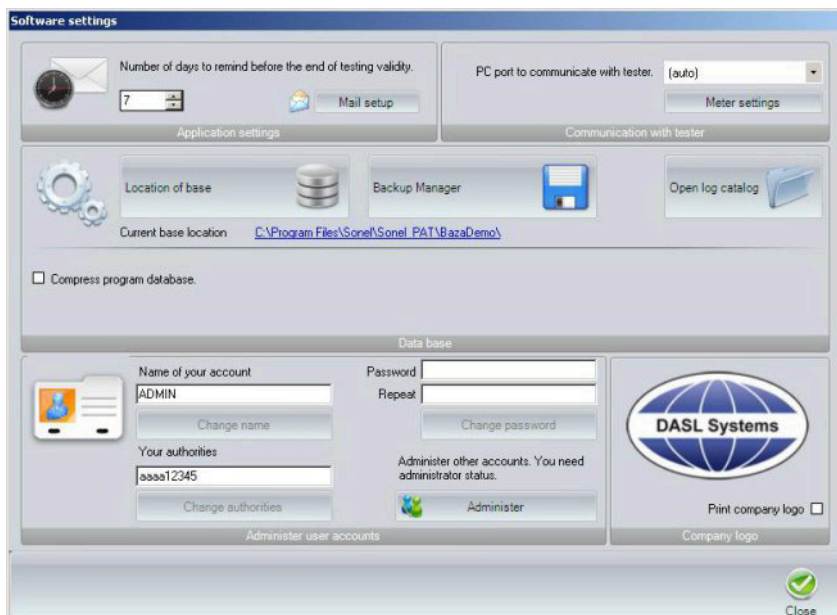 Software settings
Number of days to remind before the end of testing validity.
7
Mail setup
Application settings
PC port to communicate with tester.
(auto)
Meter settings
Communication with tester
Location of base
Backup Manager
Open log catalog
Current base location
C:\Program Files\Sonel\Sonel_PAT\BazaDemo\
Compress program database.
Data base
Name of your account
ADMIN
Change name
Your authorities
aaaa12345
Change authorities
Password
Repeat
Change password
Administer other accounts. You need
administrator status.
Administer
Administer user accounts
DASL Systems
Print company logo
Company logo
Close